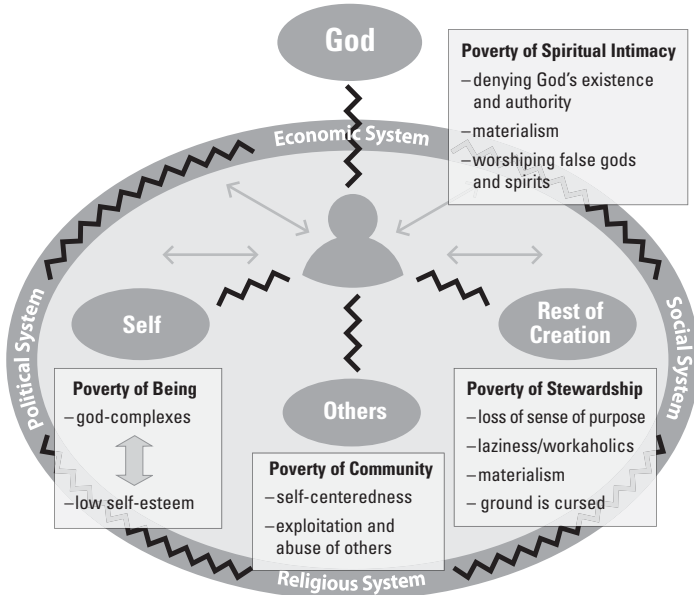 God
Poverty of Spiritual Intimacy
–denying God's existence
and authority
–materialism
–worshiping false gods
and spirits
Economic System
Political System
Social System
Self
Rest of
Creation
Poverty of Being
–god-complexes
–low self-esteem
Others
Poverty of Community
–self-centeredness
–exploitation and
abuse of others
Poverty of Stewardship
–loss of sense of purpose
–laziness/workaholics
–materialism
– ground is cursed
Religious System